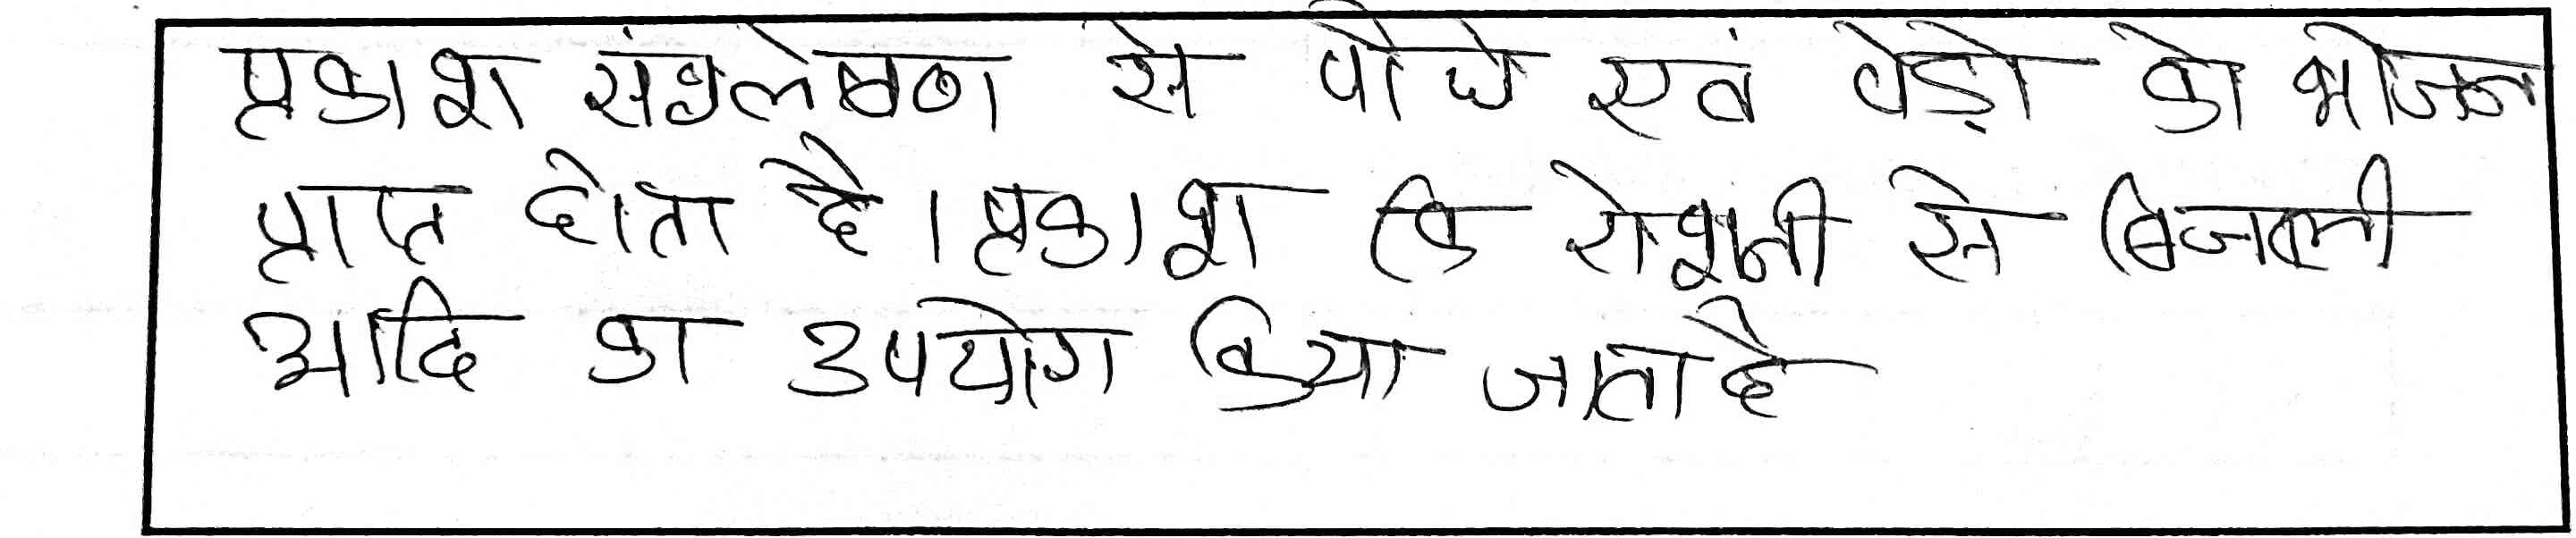 प्रकाश संश्लेषण से पौधे एवं पेड़ो को भोजन
प्राप्त होता है। प्रकाश कि रोशनी से बिजली
आदि का उपयोग किया जाता है